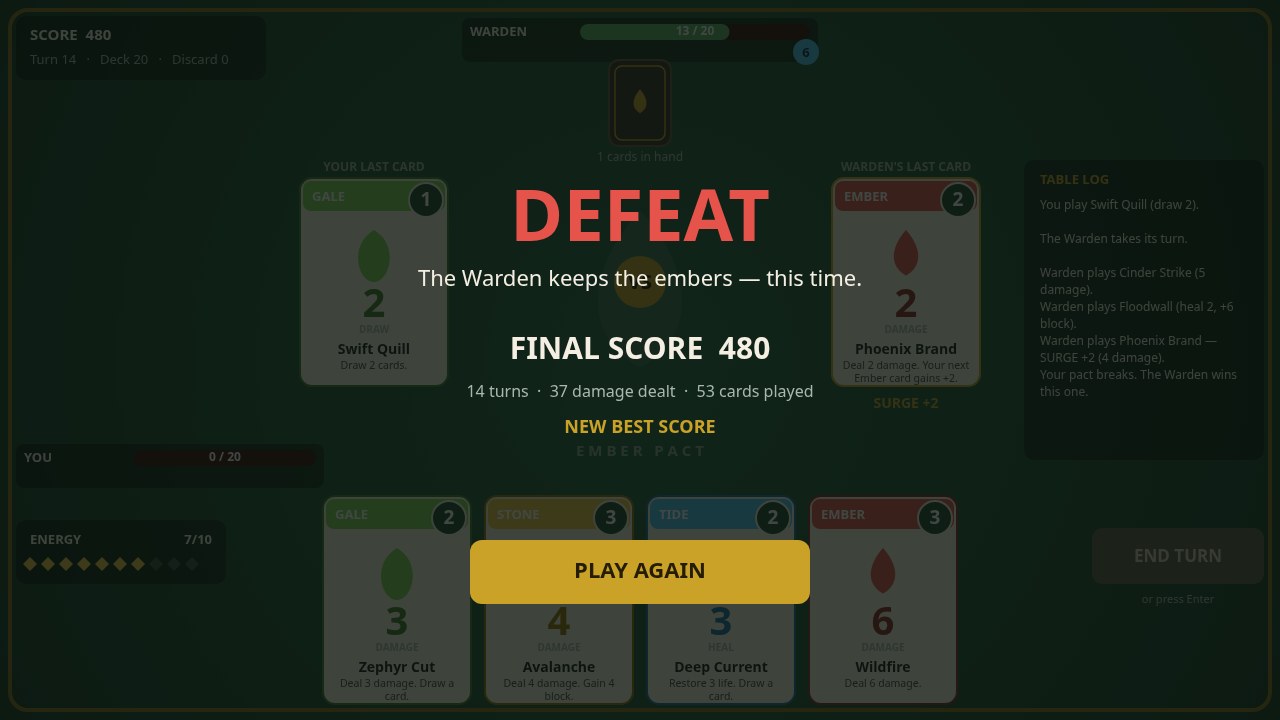 SCORE 480
Turn 14 · Deck 20 · Discard 0
WARDEN
13 / 20
6
1 cards in hand
YOUR LAST CARD
GALE
1
2
DRAW
Swift Quill
Draw 2 cards.
WARDEN'S LAST CARD
EMBER
2
2
DAMAGE
Phoenix Brand
Deal 2 damage. Your next
Ember card gains +2.
SURGE +2
TABLE LOG
You play Swift Quill (draw 2).
The Warden takes its turn.
Warden plays Cinder Strike (5
damage).
Warden plays Floodwall (heal 2, +6
block).
Warden plays Phoenix Brand —
SURGE +2 (4 damage).
Your pact breaks. The Warden wins
this one.
DEFEAT
The Warden keeps the embers — this time.
FINAL SCORE 480
14 turns · 37 damage dealt · 53 cards played
NEW BEST SCORE
EMBER PACT
YOU
0 / 20
ENERGY
7/10
GALE
2
3
DAMAGE
Zephyr Cut
Deal 3 damage. Draw a
card.
STONE
3
4
DAMAGE
Avalanche
Deal 4 damage. Gain 4
block.
TIDE
2
3
HEAL
Deep Current
Restore 3 life. Draw a
card.
EMBER
3
6
DAMAGE
Wildfire
Deal 6 damage.
PLAY AGAIN
END TURN
or press Enter